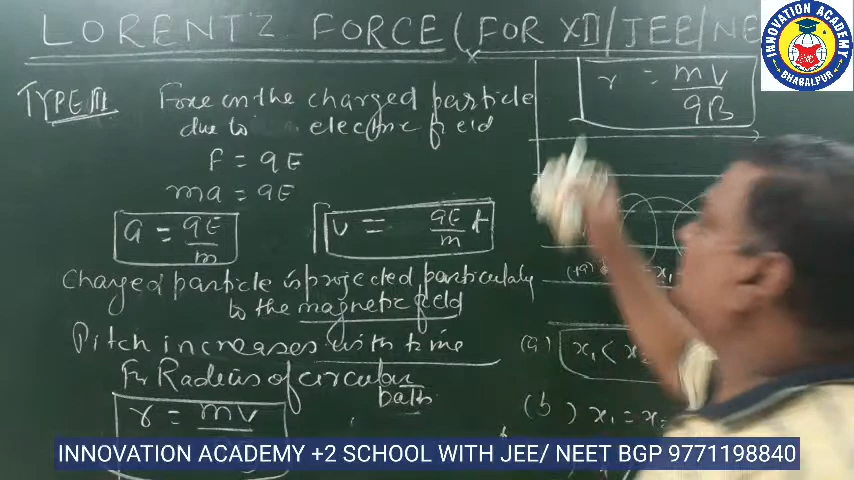 LORENTZ FORCE (FOR XII/JEE/NE
INNOVATION ACADEMY
BHAGALPUR
TYPE III Force on the charged particle
due to electric field
F = qE
ma = qE
a = qE/m
v = qE/m t
r = mv/qB
Charged particle is projected particularly
to the magnetic field
Pitch increases with time
For Radius of circular
path
r = mv
(a) x₁ < x₂
(b) x₁ = x₂
INNOVATION ACADEMY +2 SCHOOL WITH JEE/ NEET BGP 9771198840